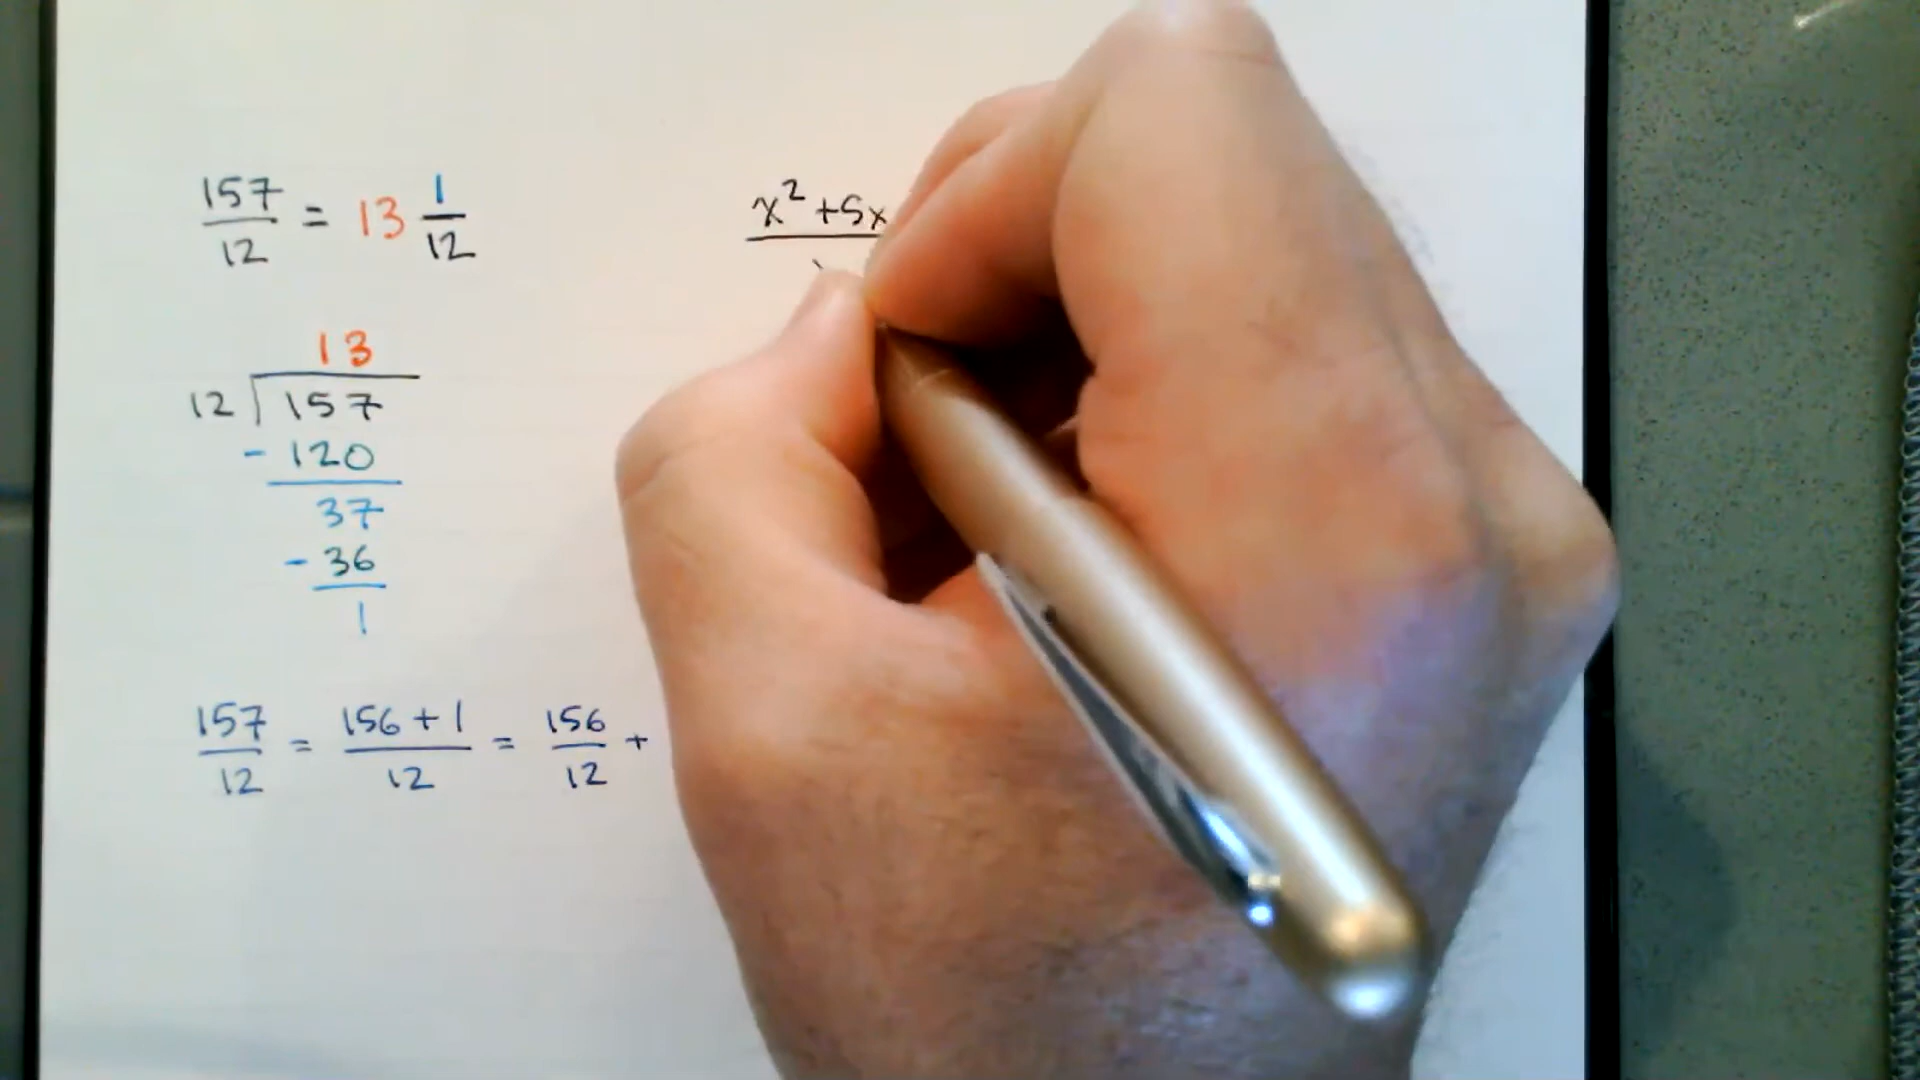 157/12 = 13 1/12
x² + 5x
13
12 157
- 120
37
- 36
1
157/12 = 156 + 1/12 = 156/12 +